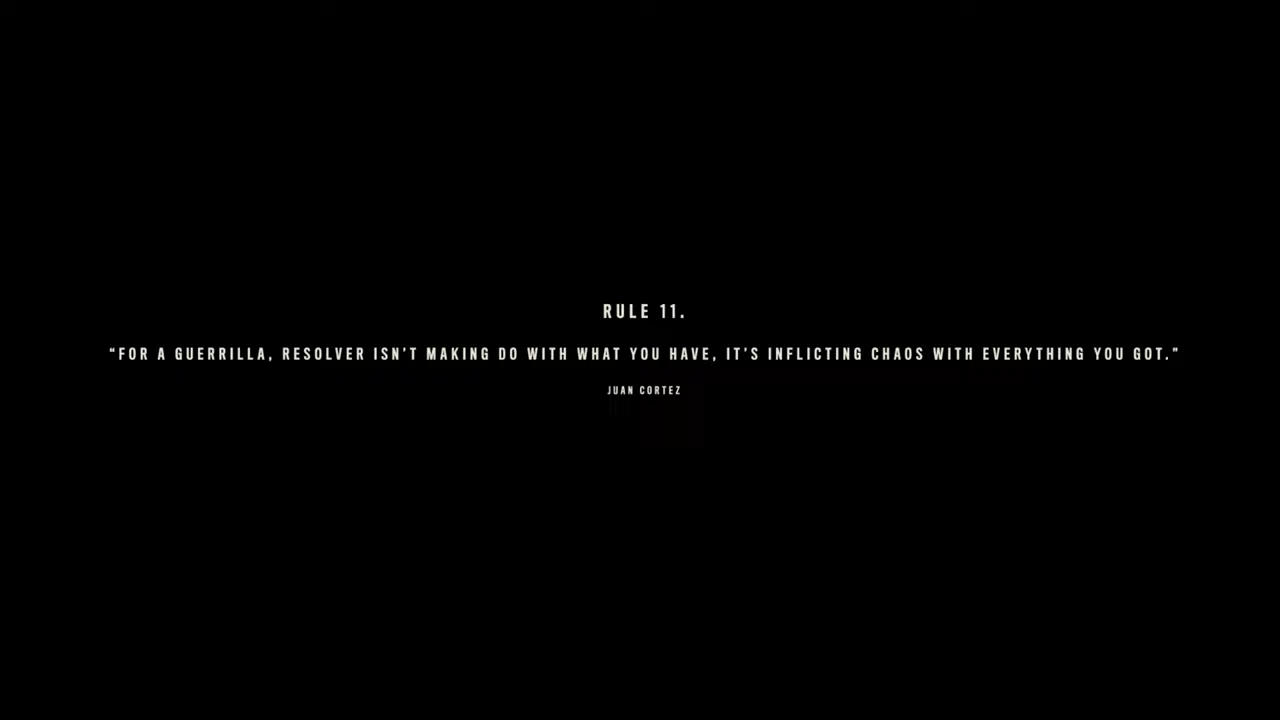 RULE 11.
“FOR A GUERRILLA, RESOLVER ISN’T MAKING DO WITH WHAT YOU HAVE, IT’S INFLICTING CHAOS WITH EVERYTHING YOU GOT.”
JUAN CORTEZ